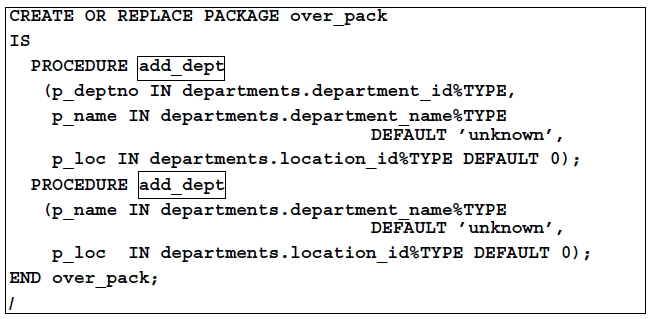 CREATE OR REPLACE PACKAGE over_pack
IS
PROCEDURE add_dept
(p_deptno IN departments.department_id%TYPE,
p_name IN departments.department_name%TYPE
DEFAULT ’unknown’,
p_loc IN departments.location_id%TYPE DEFAULT 0);
PROCEDURE add_dept
(p_name IN departments.department_name%TYPE
DEFAULT ’unknown’,
p_loc IN departments.location_id%TYPE DEFAULT 0);
END over_pack;
/